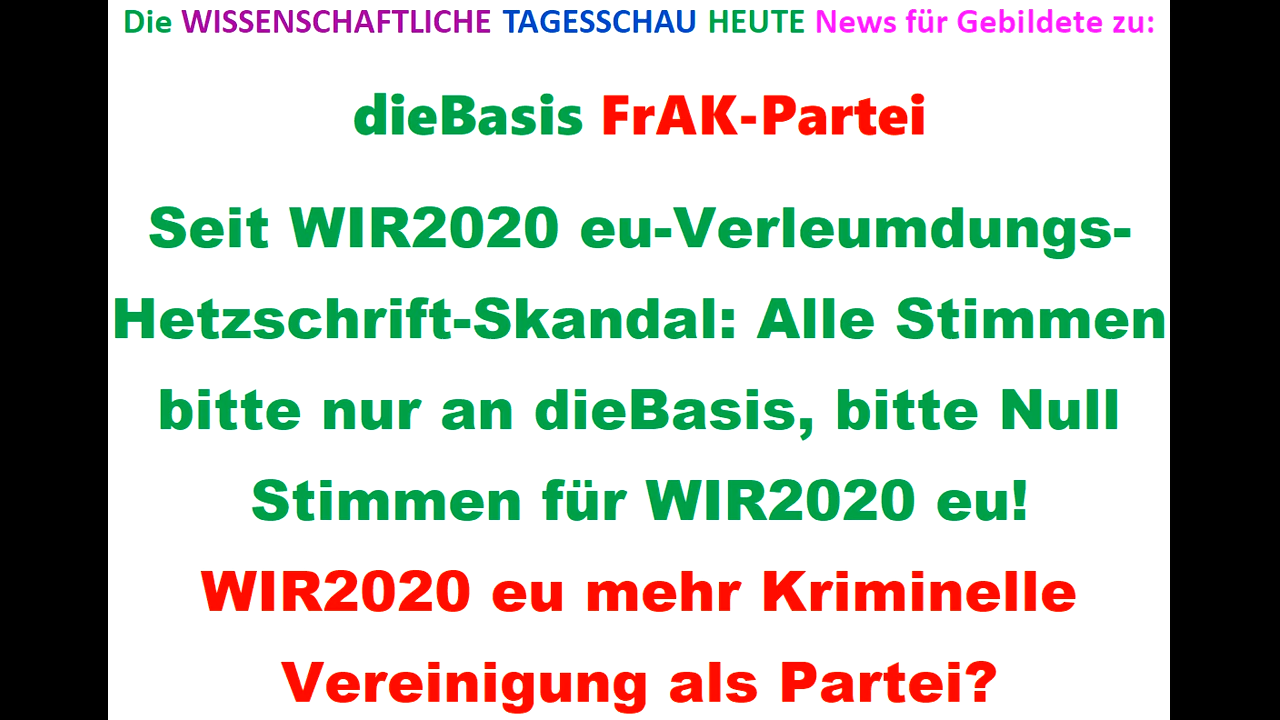 Die WISSENSCHAFTLICHE TAGESSCHAU HEUTE News für Gebildete zu:
dieBasis FrAK-Partei
Seit WIR2020 eu-Verleumdungs-
Hetzschrift-Skandal: Alle Stimmen
bitte nur an dieBasis, bitte Null
Stimmen für WIR2020 eu!
WIR2020 eu mehr Kriminelle
Vereinigung als Partei?